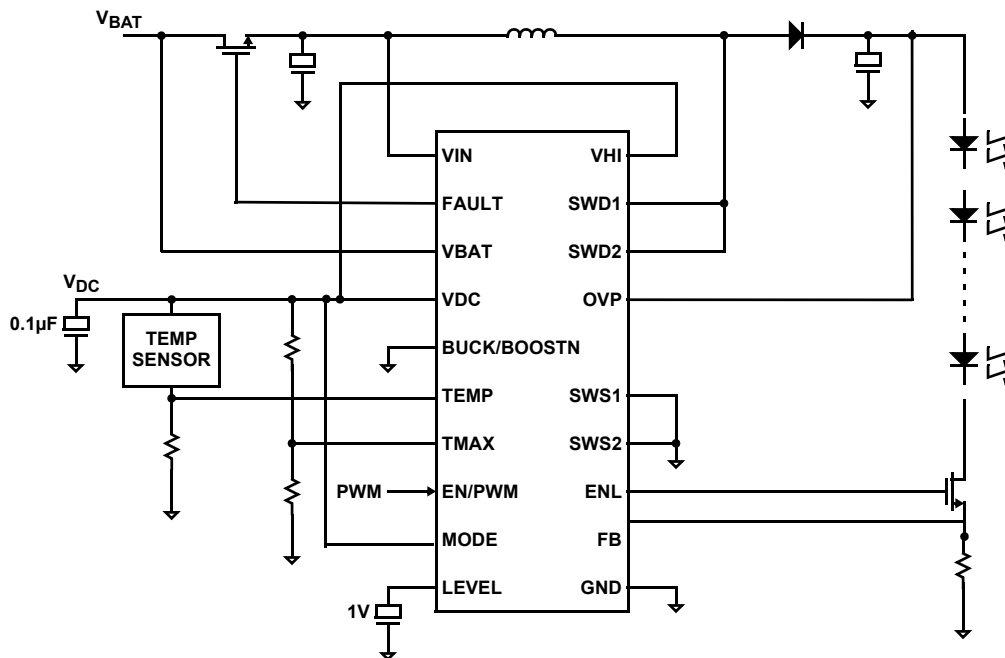 VBAT
VIN
VHI
FAULT
SWD1
VBAT
SWD2
VDC
VDC
OVP
0.1µF
TEMP
SENSOR
BUCK/BOOSTN
TEMP
SWS1
TMAX
SWS2
PWM
EN/PWM
ENL
MODE
FB
LEVEL
GND
1V